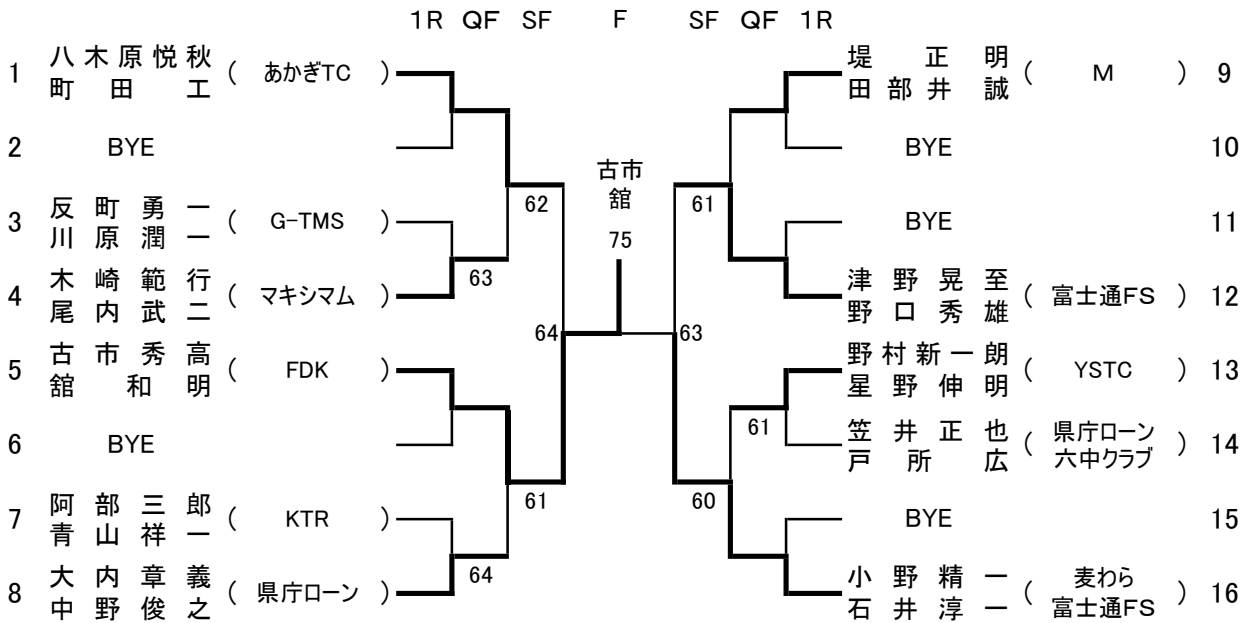 1R QF SF F SF QF 1R
1 八木原悦秋 ( あかぎTC )
町田 工
2 BYE
3 反町勇一 ( G-TMS )
川原潤一
63
4 木崎範行 ( マキシマム )
尾内武二
62
5 古市秀高 ( FDK )
舘 和明
6 BYE
7 阿部三郎 ( KTR )
青山祥一
64
8 大内章義 ( 県庁ローン )
中野俊之
61
64
古市
舘
75
63
堤 正明 ( M ) 9
田部井 誠
BYE 10
61
BYE 11
津野晃至 ( 富士通FS ) 12
野口秀雄
野村新一朗 ( YSTC ) 13
星野伸明
61
笠井正也 ( 県庁ローン ) 14
戸所 広 六中クラブ
60
BYE 15
小野精一 ( 麦わら ) 16
石井淳一 富士通FS